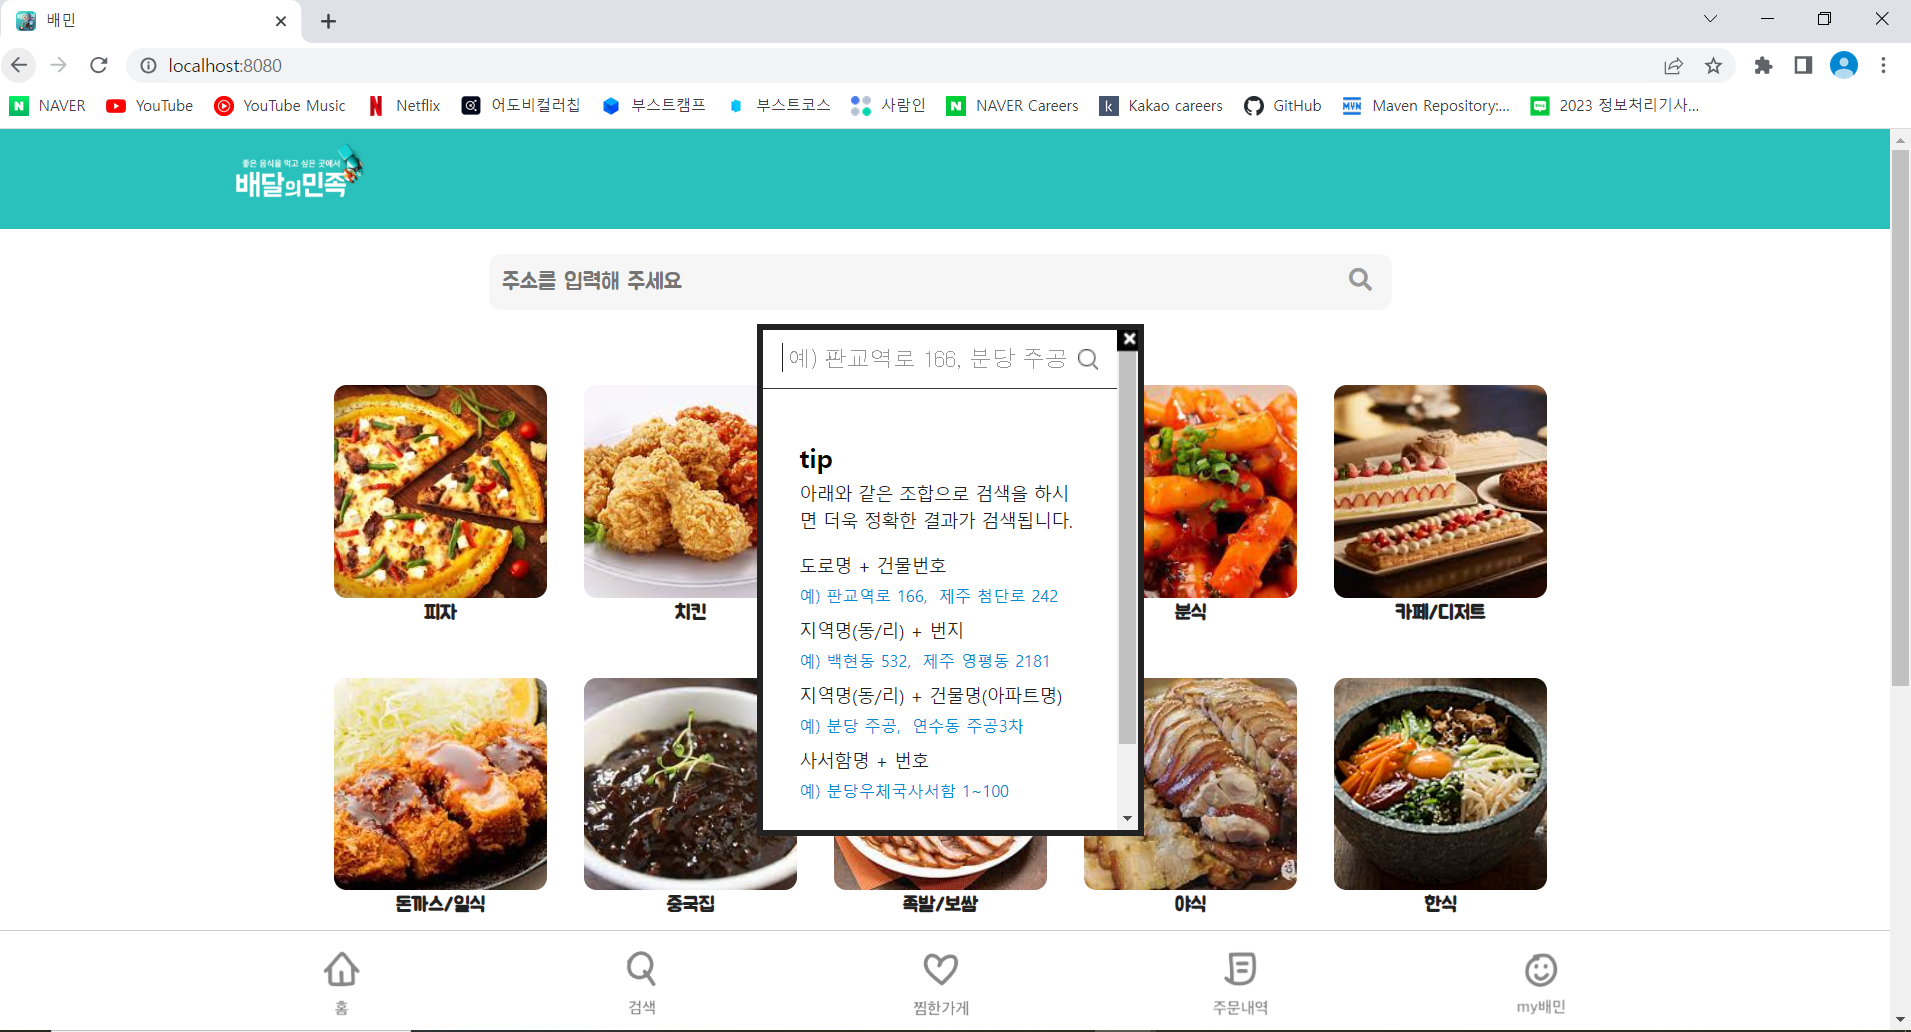 배민
localhost:8080
NAVER
YouTube
YouTube Music
Netflix
어도비컬러칩
부스트캠프
부스트코스
사람인
NAVER Careers
Kakao careers
GitHub
Maven Repository:...
2023 정보처리기사...
좋은 음식을 먹고 싶은 곳에서
배달의민족
주소를 입력해 주세요
예) 판교역로 166, 분당 주공
tip
아래와 같은 조합으로 검색을 하시
면 더욱 정확한 결과가 검색됩니다.
도로명 + 건물번호
예) 판교역로 166, 제주 첨단로 242
지역명(동/리) + 번지
예) 백현동 532, 제주 영평동 2181
지역명(동/리) + 건물명(아파트명)
예) 분당 주공, 연수동 주공3차
사서함명 + 번호
예) 분당우체국사서함 1~100
피자
치킨
분식
카페/디저트
돈까스/일식
중국집
족발/보쌈
야식
한식
홈
검색
찜한가게
주문내역
my배민